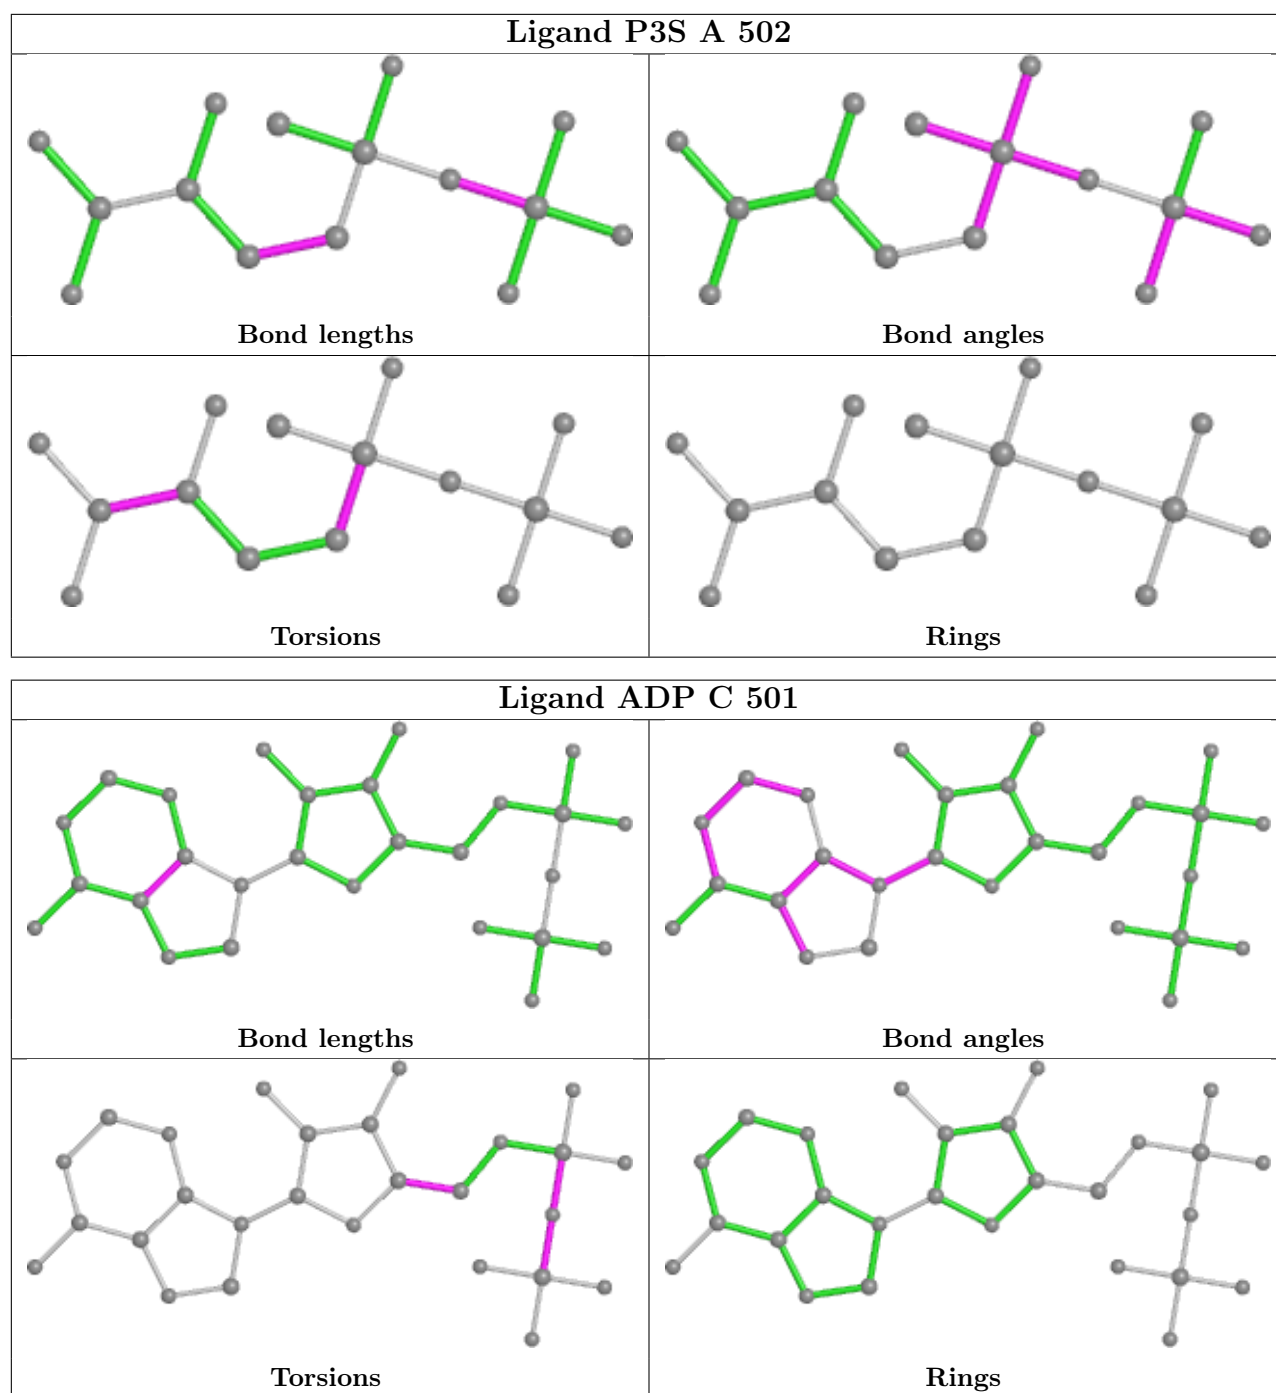 Ligand P3S A 502
Bond lengths
Bond angles
Torsions
Rings
Ligand ADP C 501
Bond lengths
Bond angles
Torsions
Rings